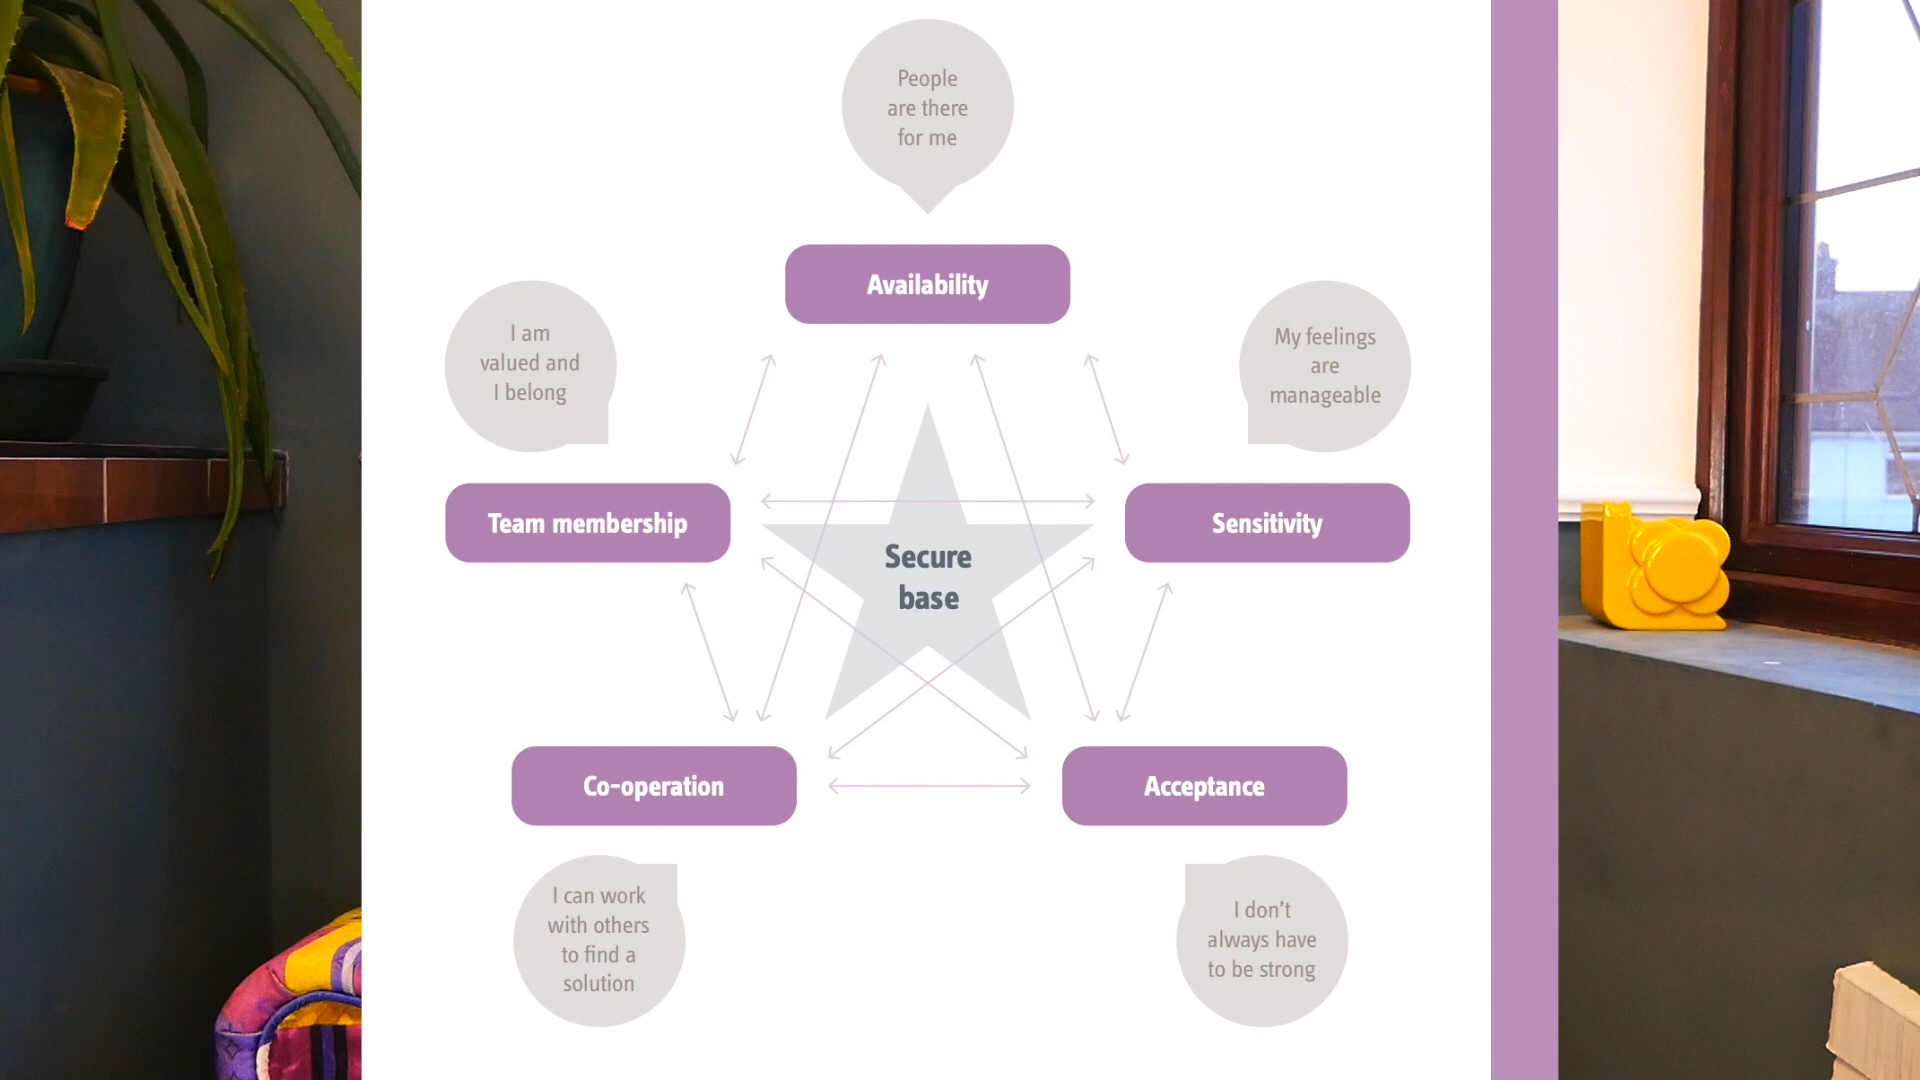 People
are there
for me
Availability
I am
valued and
I belong
My feelings
are
manageable
Team membership
Sensitivity
Secure
base
Co-operation
Acceptance
I can work
with others
to find a
solution
I don't
always have
to be strong